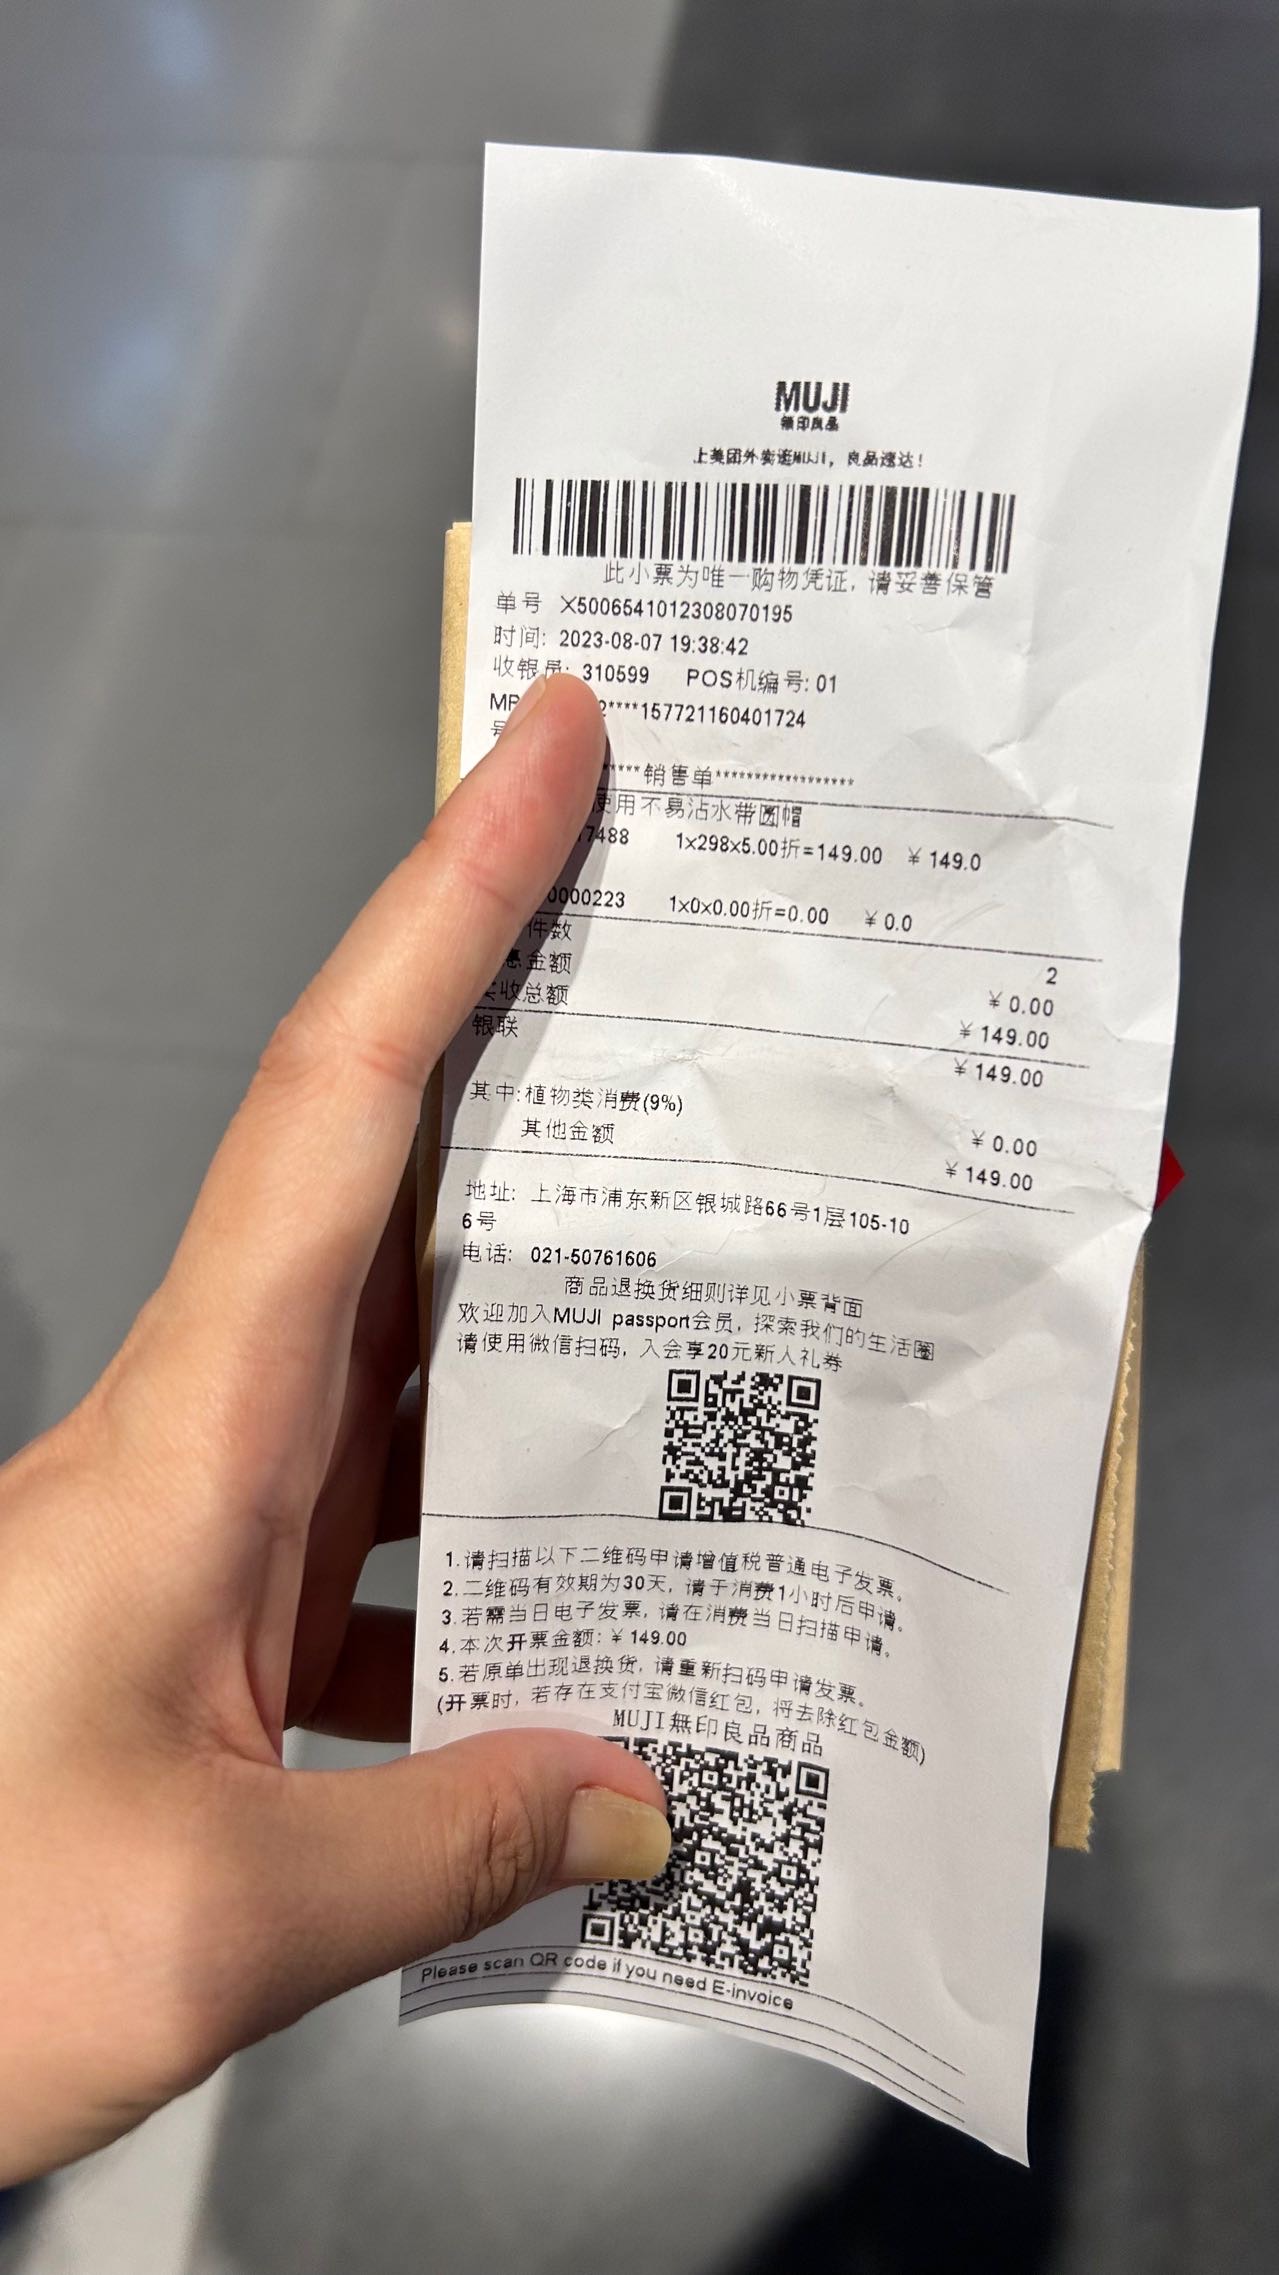 MUJI
無印良品
上美团外卖逛MUJI，良品速达！
此小票为唯一购物凭证，请妥善保管
单号 X5006541012308070195
时间: 2023-08-07 19:38:42
收银员: 310599 POS机编号: 01
2****157721160401724
号
*****销售单******************
使用不易沾水带圆帽
7488 1x298x5.00折=149.00 ￥149.0
0000223 1x0x0.00折=0.00 ￥0.0
件数 2
金额 ￥0.00
收总额 ￥149.00
银联 ￥149.00
其中:植物类消费(9%) ￥0.00
其他金额 ￥149.00
地址: 上海市浦东新区银城路66号1层105-10
6号
电话: 021-50761606
商品退换货细则详见小票背面
欢迎加入MUJI passport会员，探索我们的生活圈
请使用微信扫码，入会享20元新人礼券
1.请扫描以下二维码申请增值税普通电子发票。
2.二维码有效期为30天，请于消费1小时后申请。
3.若需当日电子发票，请在消费当日扫描申请。
4.本次开票金额:￥149.00
5.若原单出现退换货，请重新扫码申请发票。
(开票时，若存在支付宝微信红包，将去除红包金额)
MUJI無印良品商品
Please scan QR code if you need E-invoice